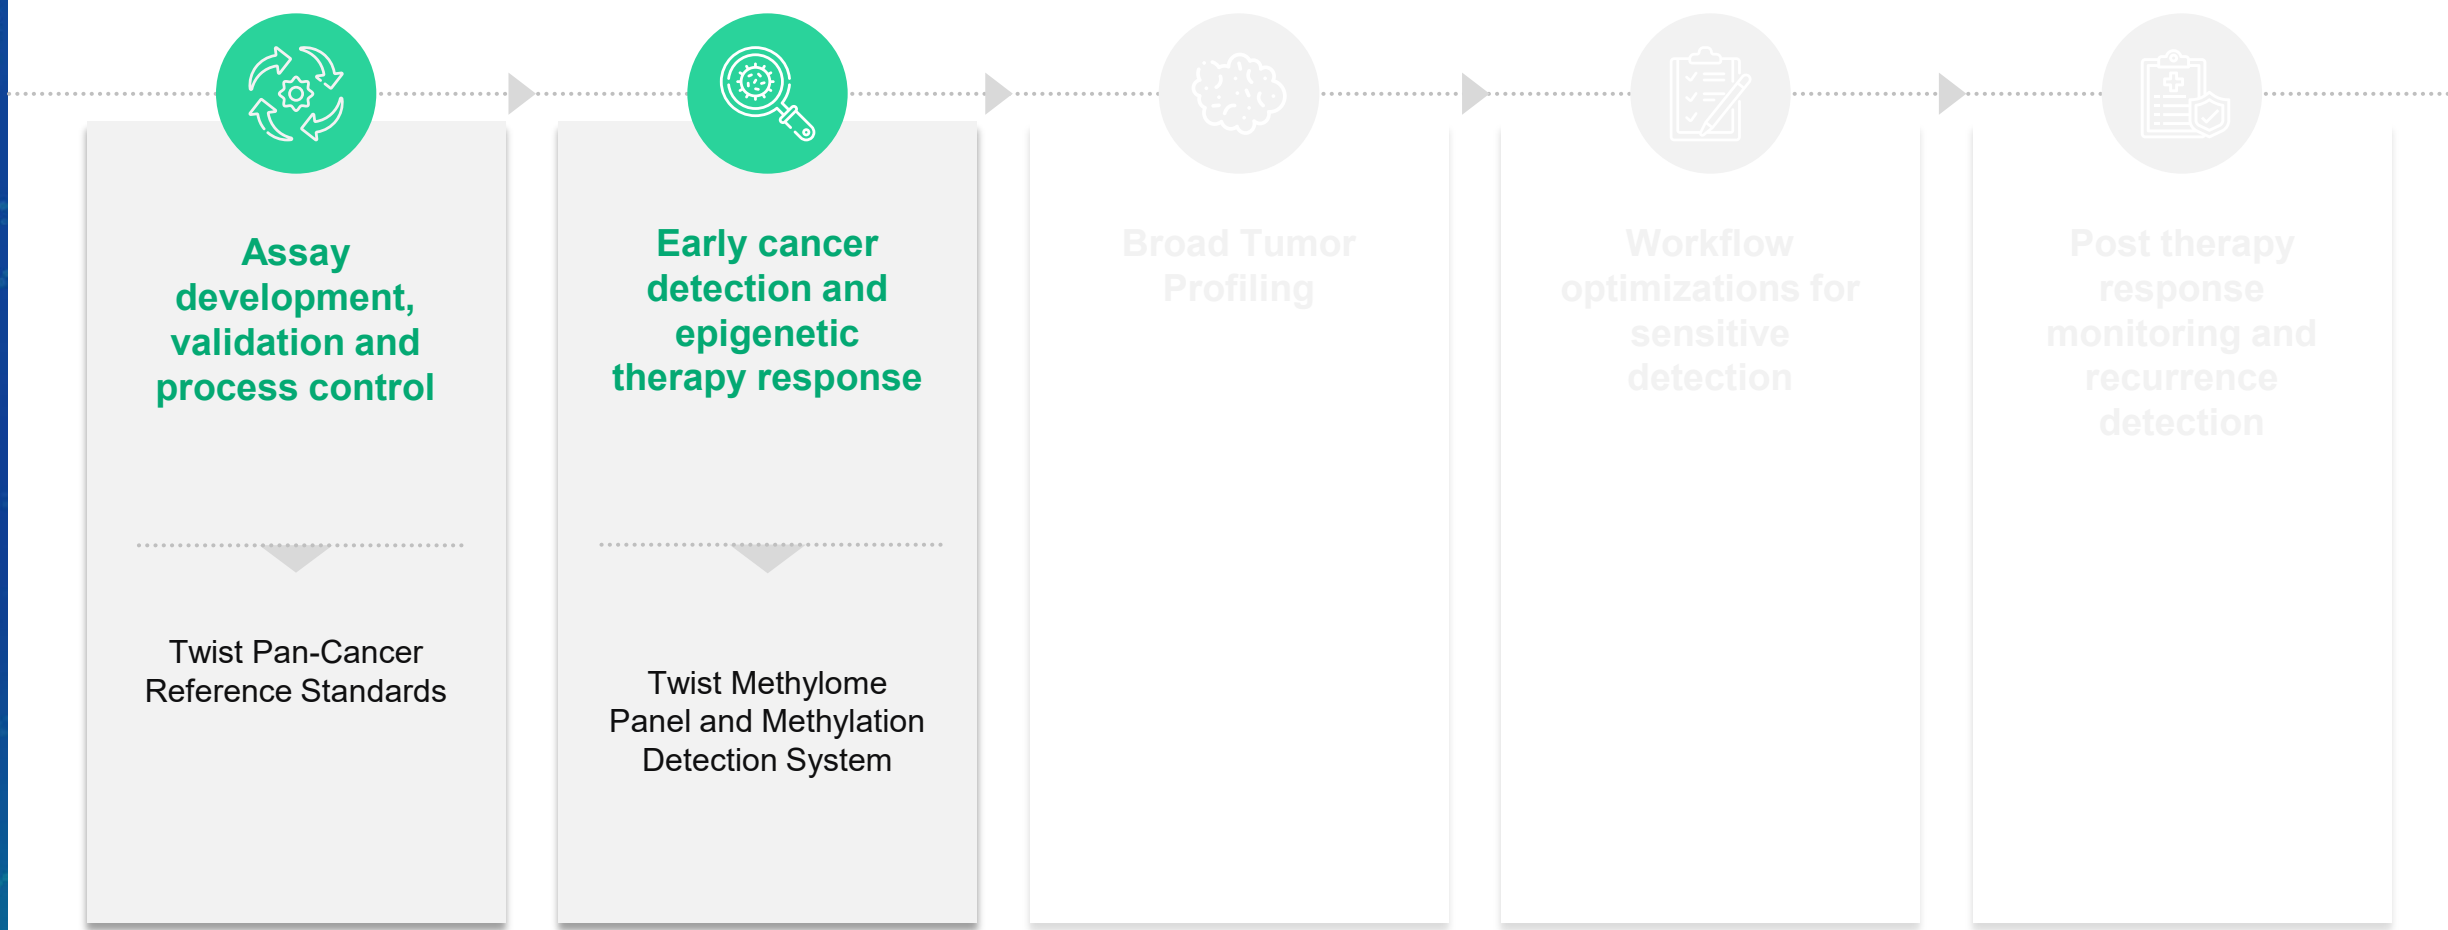 Assay
development,
validation and
process control
Twist Pan-Cancer
Reference Standards
Early cancer
detection and
epigenetic
therapy response
Twist Methylome
Panel and Methylation
Detection System
Broad Tumor
Profiling
Workflow
optimizations for
sensitive
detection
Post therapy
response
monitoring and
recurrence
detection